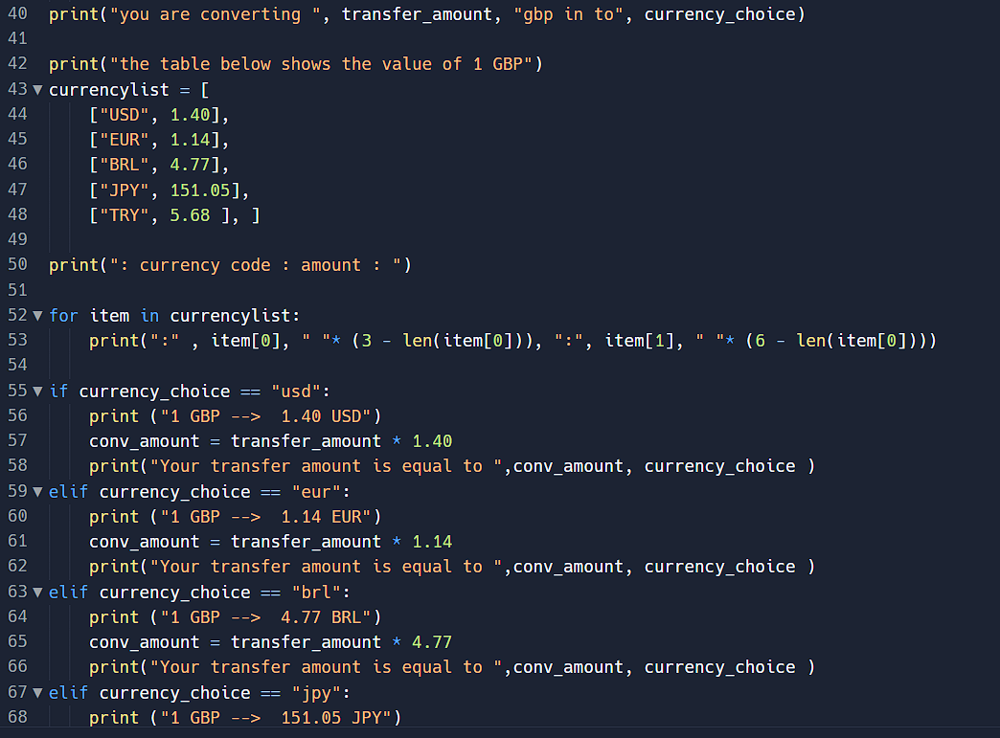 40 print("you are converting ", transfer_amount, "gbp in to", currency_choice)
41
42 print("the table below shows the value of 1 GBP")
43 ▼ currencylist = [
44     ["USD", 1.40],
45     ["EUR", 1.14],
46     ["BRL", 4.77],
47     ["JPY", 151.05],
48     ["TRY", 5.68 ], ]
49
50 print(": currency code : amount : ")
51
52 ▼ for item in currencylist:
53     print(":" , item[0], " "* (3 - len(item[0])), ":", item[1], " "* (6 - len(item[0])))
54
55 ▼ if currency_choice == "usd":
56     print ("1 GBP -->  1.40 USD")
57     conv_amount = transfer_amount * 1.40
58     print("Your transfer amount is equal to ",conv_amount, currency_choice )
59 ▼ elif currency_choice == "eur":
60     print ("1 GBP -->  1.14 EUR")
61     conv_amount = transfer_amount * 1.14
62     print("Your transfer amount is equal to ",conv_amount, currency_choice )
63 ▼ elif currency_choice == "brl":
64     print ("1 GBP -->  4.77 BRL")
65     conv_amount = transfer_amount * 4.77
66     print("Your transfer amount is equal to ",conv_amount, currency_choice )
67 ▼ elif currency_choice == "jpy":
68     print ("1 GBP -->  151.05 JPY")